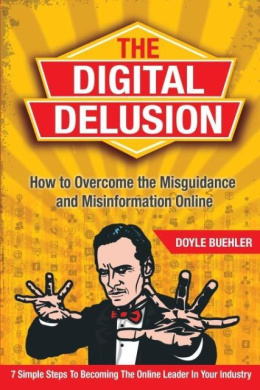 THE
DIGITAL
DELUSION
How to Overcome the Misguidance
and Misinformation Online
DOYLE BUEHLER
7 Simple Steps To Becoming The Online Leader In Your Industry